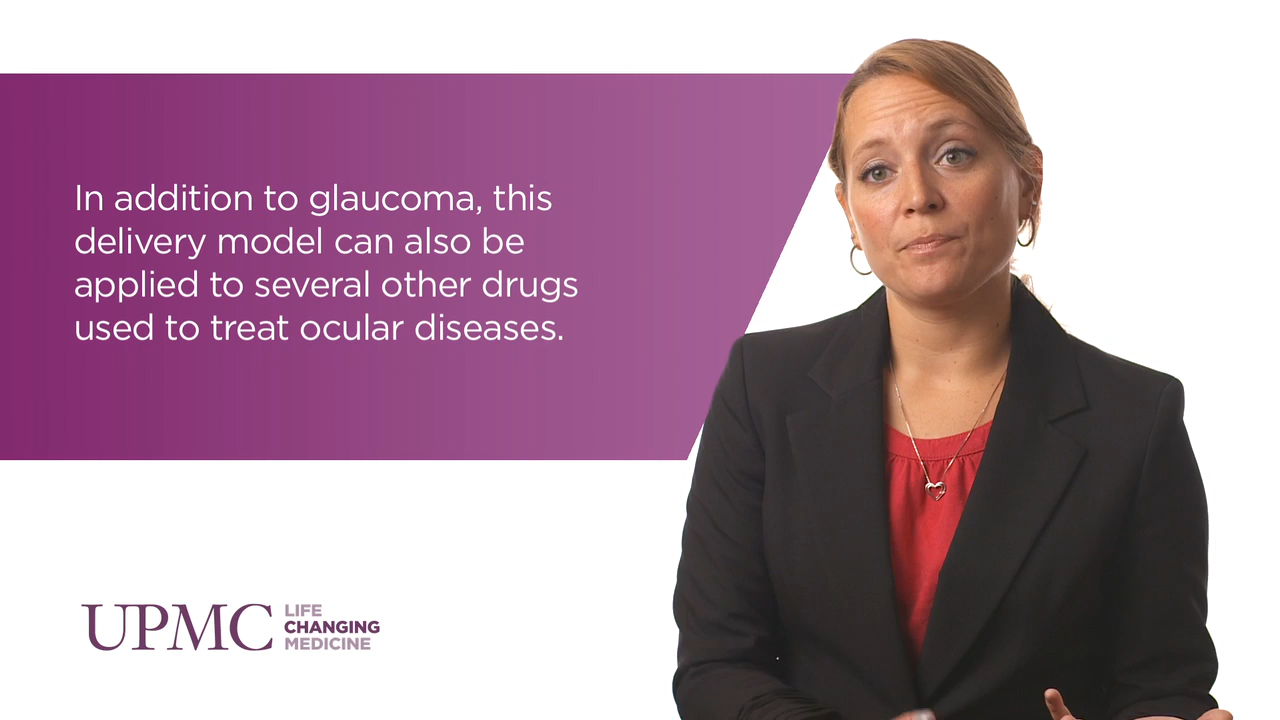 In addition to glaucoma, this
delivery model can also be
applied to several other drugs
used to treat ocular diseases.
UPMC
LIFE
CHANGING
MEDICINE